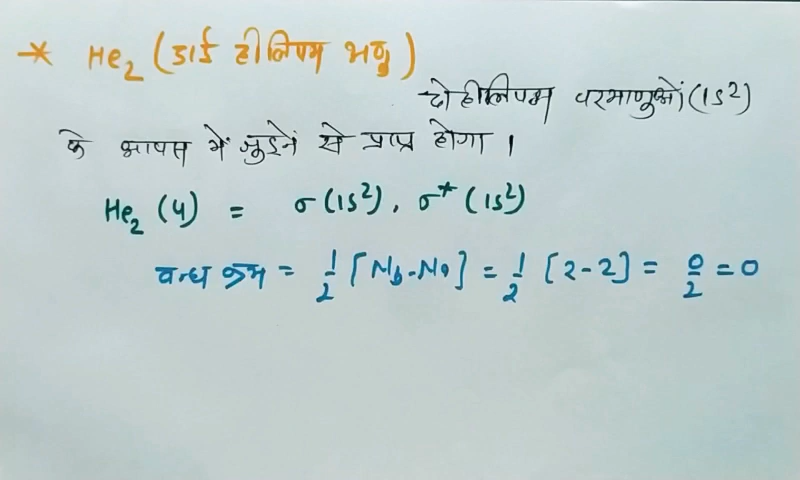 * He₂ (डाई हीलियम अणु)
दो हीलियम परमाणुओं (1s²)
के आपस में जुड़नें से प्राप्त होगा ।
He₂ (4) = σ(1s²), σ*(1s²)
बन्ध क्रम = 1/2 [Nb-Na] = 1/2 [2-2] = 0/2 = 0